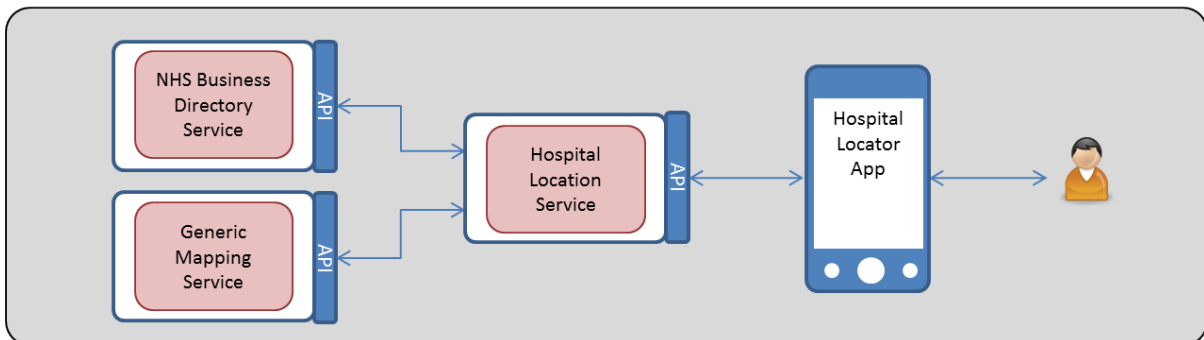 NHS Business
Directory
Service
API
Generic
Mapping
Service
API
Hospital
Location
Service
API
Hospital
Locator
App